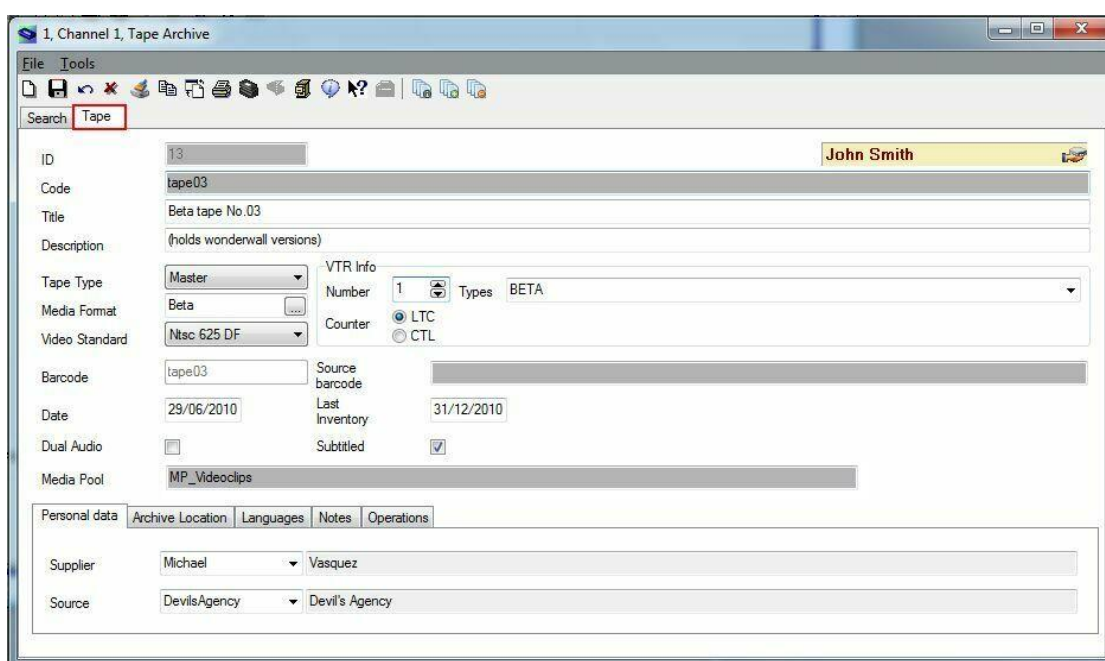 1, Channel 1, Tape Archive
File Tools
Search Tape
ID 13 John Smith
Code tape03
Title Beta tape No.03
Description (holds wonderwall versions)
Tape Type Master
VTR Info
Number 1 Types BETA
Media Format Beta ...
Counter LTC
CTL
Video Standard Ntsc 625 DF
Barcode tape03 Source barcode
Date 29/06/2010 Last Inventory 31/12/2010
Dual Audio Subtitled
Media Pool MP_Videoclips
Personal data Archive Location Languages Notes Operations
Supplier Michael Vasquez
Source DevilsAgency Devil's Agency